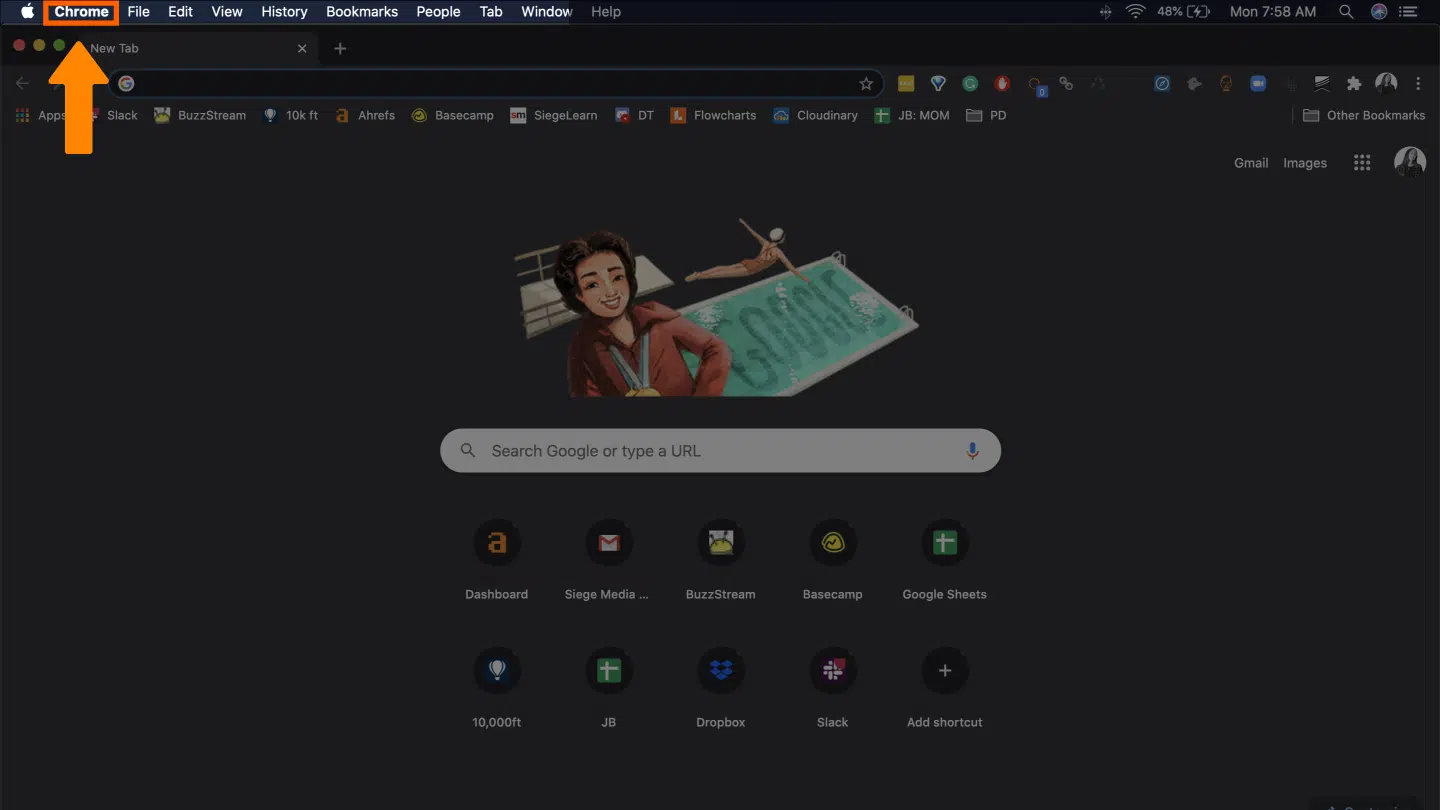 Chrome File Edit View History Bookmarks People Tab Window Help 48% Mon 7:58 AM
New Tab
0
Apps Slack BuzzStream 10k ft Ahrefs Basecamp sm SiegeLearn DT Flowcharts Cloudinary JB: MOM PD Other Bookmarks
Gmail Images
Search Google or type a URL
Dashboard Siege Media ... BuzzStream Basecamp Google Sheets
10,000ft JB Dropbox Slack Add shortcut